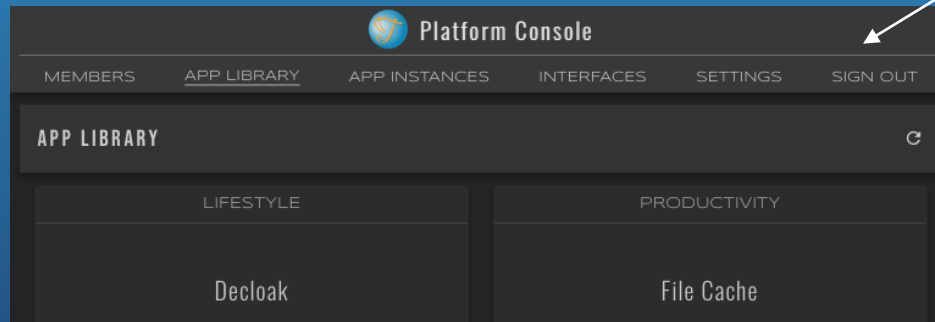 Platform Console
MEMBERS APP LIBRARY APP INSTANCES INTERFACES SETTINGS SIGN OUT
APP LIBRARY
LIFESTYLE PRODUCTIVITY
Decloak File Cache